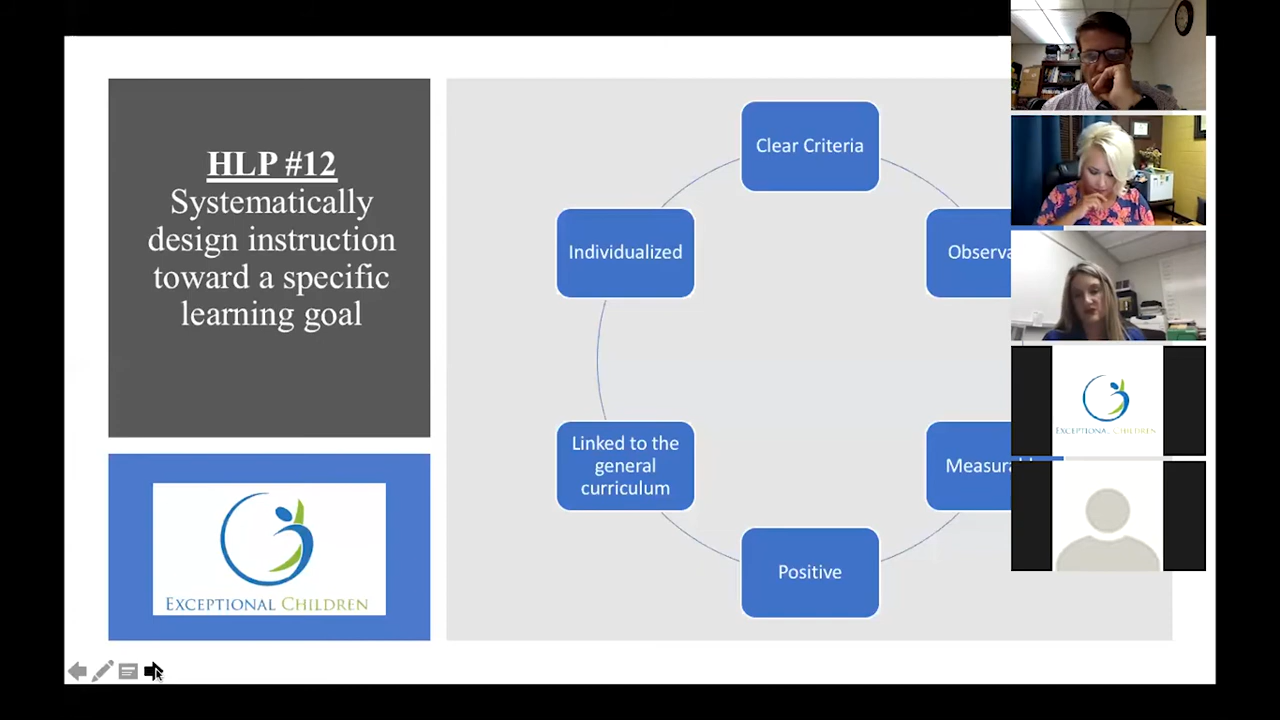 HLP #12
Systematically
design instruction
toward a specific
learning goal
EXCEPTIONAL CHILDREN
Clear Criteria
Individualized
Linked to the
general
curriculum
Positive
EXCEPTIONAL CHILDREN